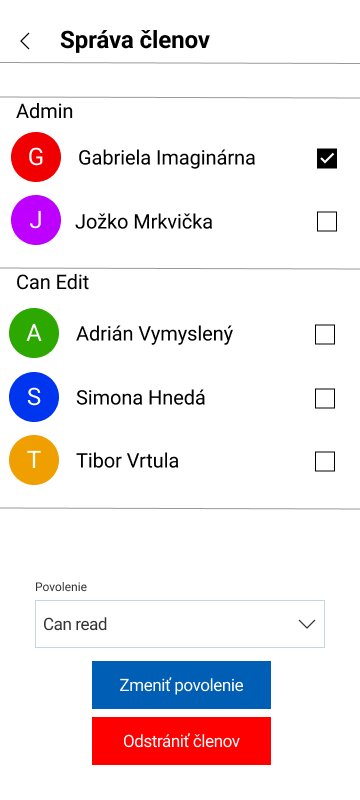 Správa členov
Admin
G Gabriela Imaginárna
J Jožko Mrkvička
Can Edit
A Adrián Vymyslený
S Simona Hnedá
T Tibor Vrtula
Povolenie
Can read
Zmeniť povolenie
Odstrániť členov